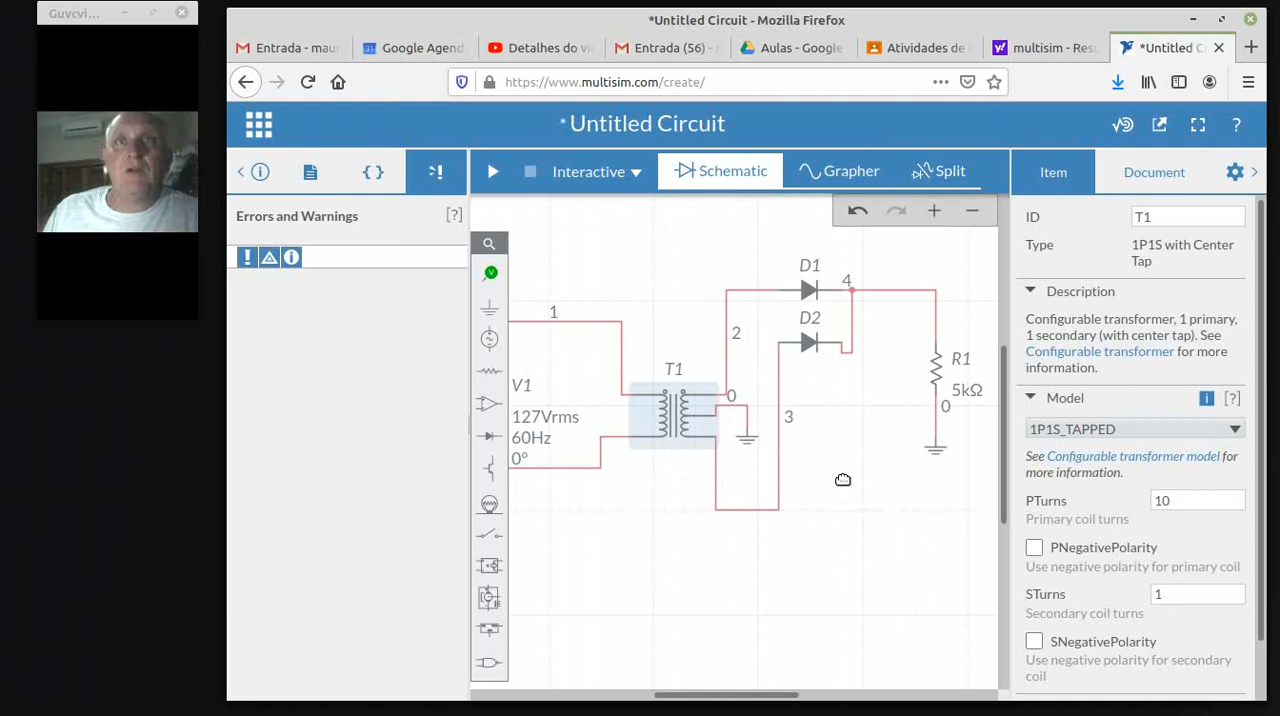 Guvcvi...
*Untitled Circuit - Mozilla Firefox
Entrada - mau
Google Agend
Detalhes do ví
Entrada (56) -
Aulas - Google
Atividades de
multisim - Res
*Untitled Ci
https://www.multisim.com/create/
* Untitled Circuit
Interactive
Schematic
Grapher
Split
Item
Document
Errors and Warnings
[?]
ID
T1
Type
1P1S with Center
Tap
Description
Configurable transformer, 1 primary,
1 secondary (with center tap). See
Configurable transformer for more
information.
Model
[?]
1P1S_TAPPED
See Configurable transformer model for
more information.
PTurns
10
Primary coil turns
PNegativePolarity
Use negative polarity for primary coil
STurns
1
Secondary coil turns
SNegativePolarity
Use negative polarity for secondary
coil
D1
4
D2
1
2
R1
5kΩ
T1
V1
127Vrms
60Hz
0°
0
0
3